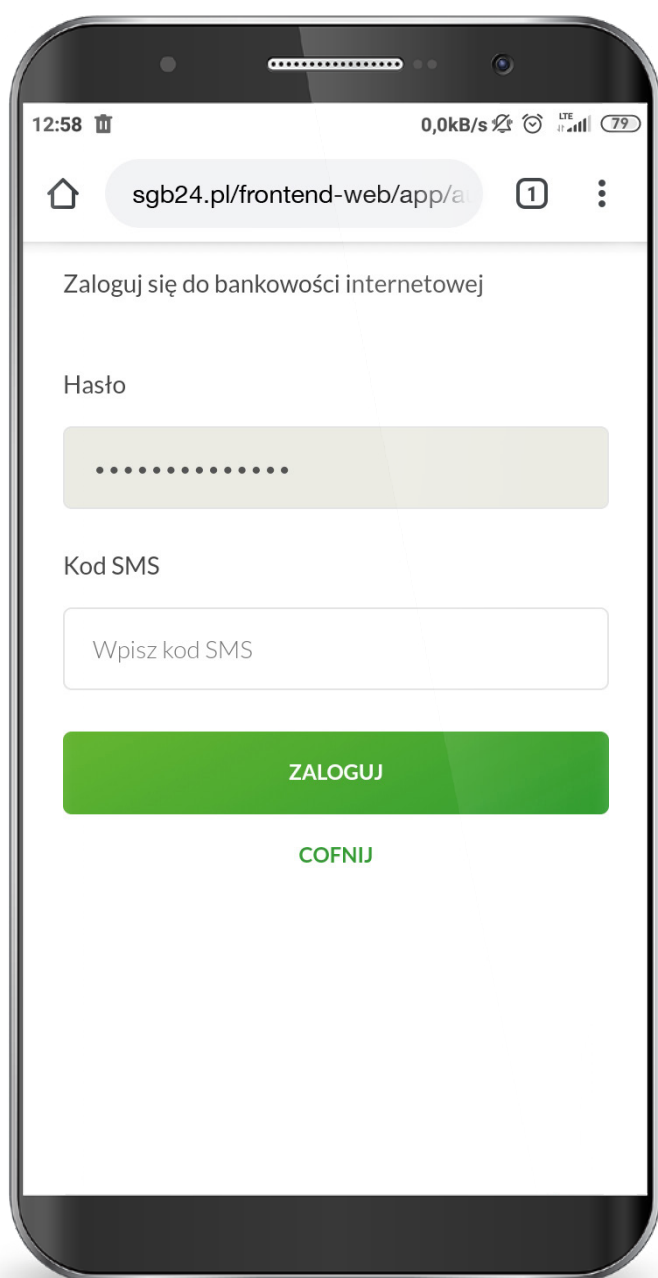 12:58
0,0kB/s
LTE
79
sgb24.pl/frontend-web/app/a
1
Zaloguj się do bankowości internetowej
Hasło
••••••••••••••
Kod SMS
Wpisz kod SMS
ZALOGUJ
COFNIJ